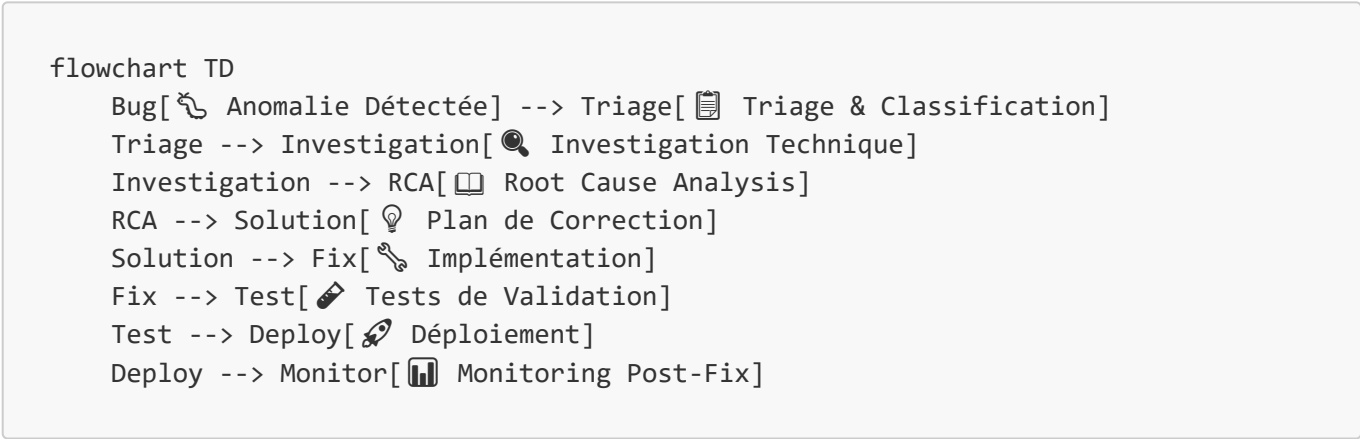 flowchart TD
Bug[🐛 Anomalie Détectée] --> Triage[📋 Triage & Classification]
Triage --> Investigation[🔍 Investigation Technique]
Investigation --> RCA[📖 Root Cause Analysis]
RCA --> Solution[💡 Plan de Correction]
Solution --> Fix[🔧 Implémentation]
Fix --> Test[🧪 Tests de Validation]
Test --> Deploy[🚀 Déploiement]
Deploy --> Monitor[📊 Monitoring Post-Fix]